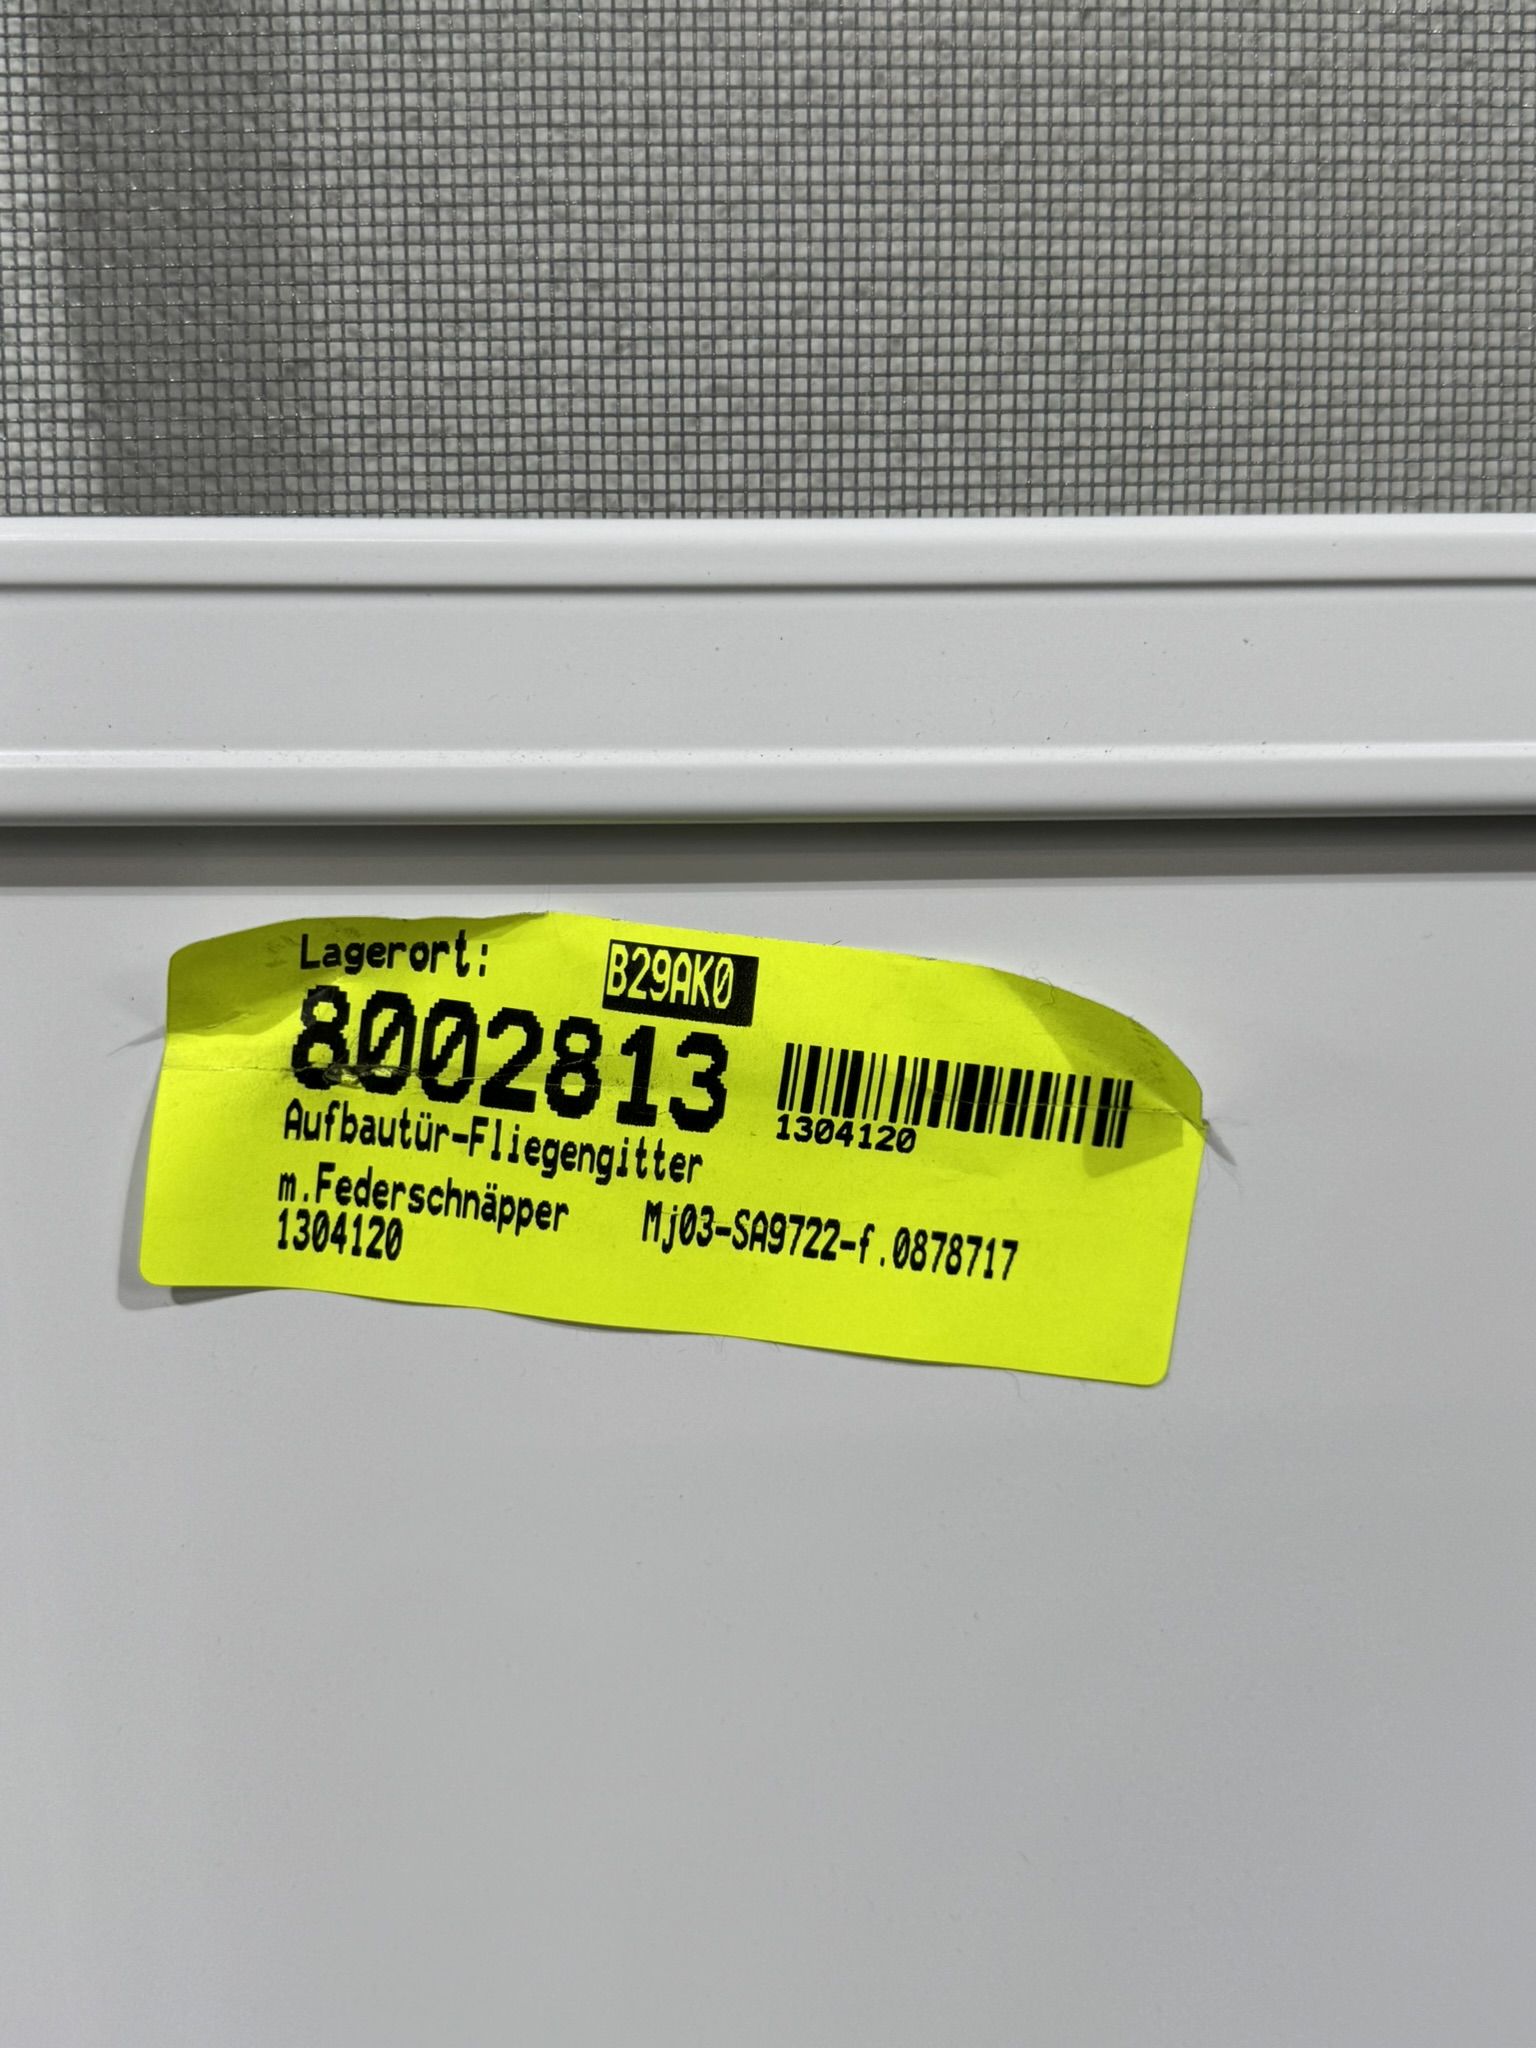 Lagerort: B29AK0
8002813
1304120
Aufbautür-Fliegengitter
m.Federschnäpper Mj03-SA9722-f.0878717
1304120